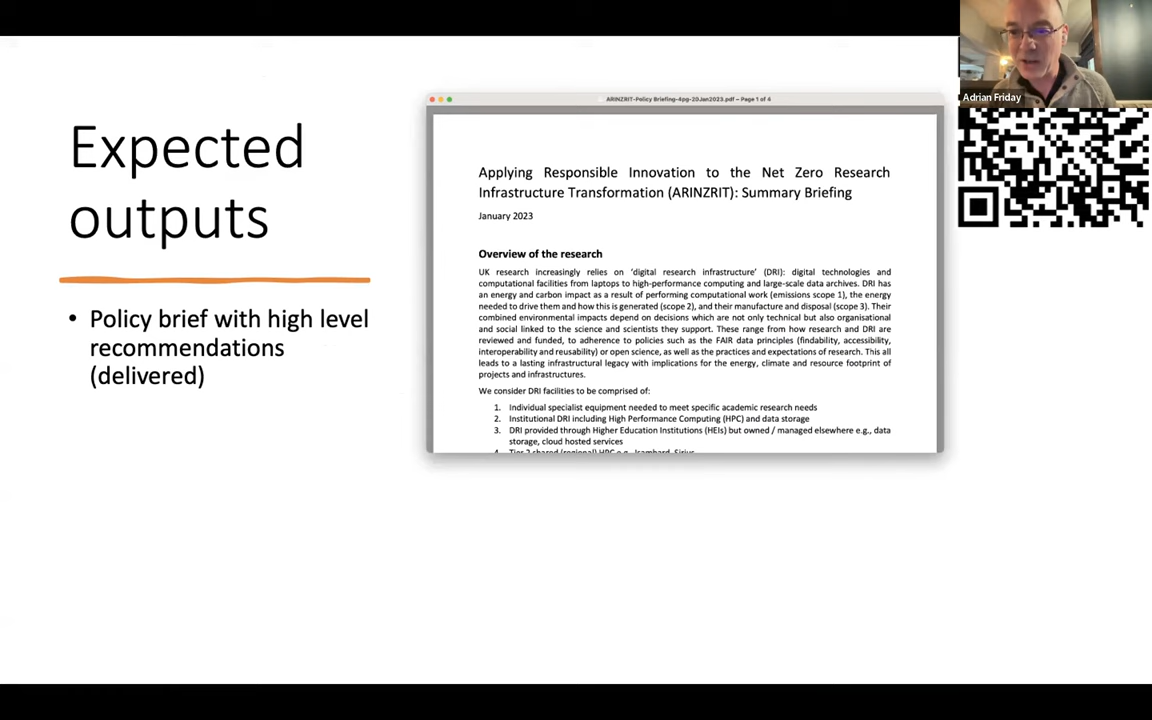 Expected
outputs
• Policy brief with high level
recommendations
(delivered)
ARINZRIT-Policy Briefing-4pg-20Jan2023.pdf – Page 1 of 4
Applying Responsible Innovation to the Net Zero Research
Infrastructure Transformation (ARINZRIT): Summary Briefing
January 2023
Overview of the research
UK research increasingly relies on 'digital research infrastructure' (DRI): digital technologies and
computational facilities from laptops to high-performance computing and large-scale data archives. DRI has
an energy and carbon impact as a result of performing computational work (emissions scope 1), the energy
needed to drive them and how this is generated (scope 2), and their manufacture and disposal (scope 3). Their
combined environmental impacts depend on decisions which are not only technical but also organisational
and social linked to the science and scientists they support. These range from how research and DRI are
reviewed and funded, to adherence to policies such as the FAIR data principles (findability, accessibility,
interoperability and reusability) or open science, as well as the practices and expectations of research. This all
leads to a lasting infrastructural legacy with implications for the energy, climate and resource footprint of
projects and infrastructures.
We consider DRI facilities to be comprised of:
1. Individual specialist equipment needed to meet specific academic research needs
2. Institutional DRI including High Performance Computing (HPC) and data storage
3. DRI provided through Higher Education Institutions (HEIs) but owned / managed elsewhere e.g., data
storage, cloud hosted services
4. Tier 2 shared (regional) HPC e.g., Isambard, Sirius
Adrian Friday